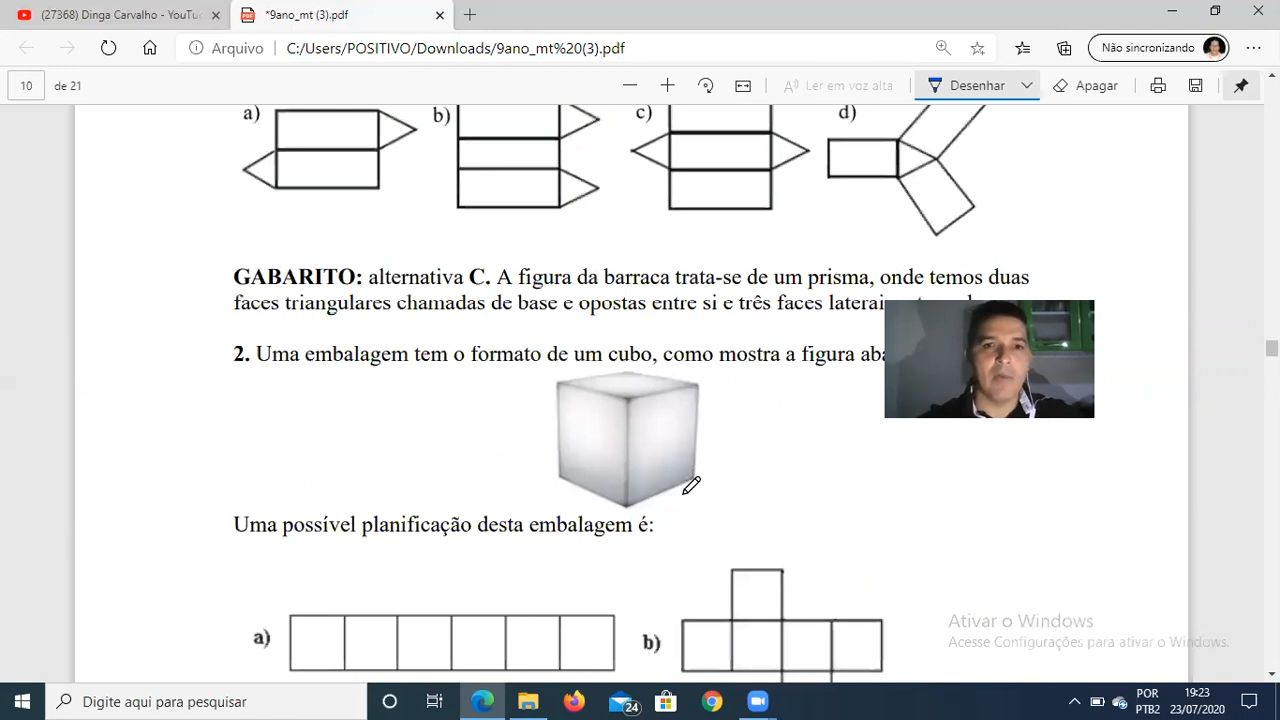 (27368) Dinga Carvalho - YouTu
*9ano_mt (3).pdf
Arquivo
C:/Users/POSITIVO/Downloads/9ano_mt%20(3).pdf
Não sincronizando
10 de 21
Ler em voz alta
Desenhar
Apagar
a)
b)
c)
d)
GABARITO: alternativa C. A figura da barraca trata-se de um prisma, onde temos duas
faces triangulares chamadas de base e opostas entre si e três faces
2. Uma embalagem tem o formato de um cubo, como mostra a figura
Uma possível planificação desta embalagem é:
a)
b)
Ativar o Windows
Acesse Configurações para ativar o Windows.
Digite aqui para pesquisar
24
POR
PTB2
19:23
23/07/2020